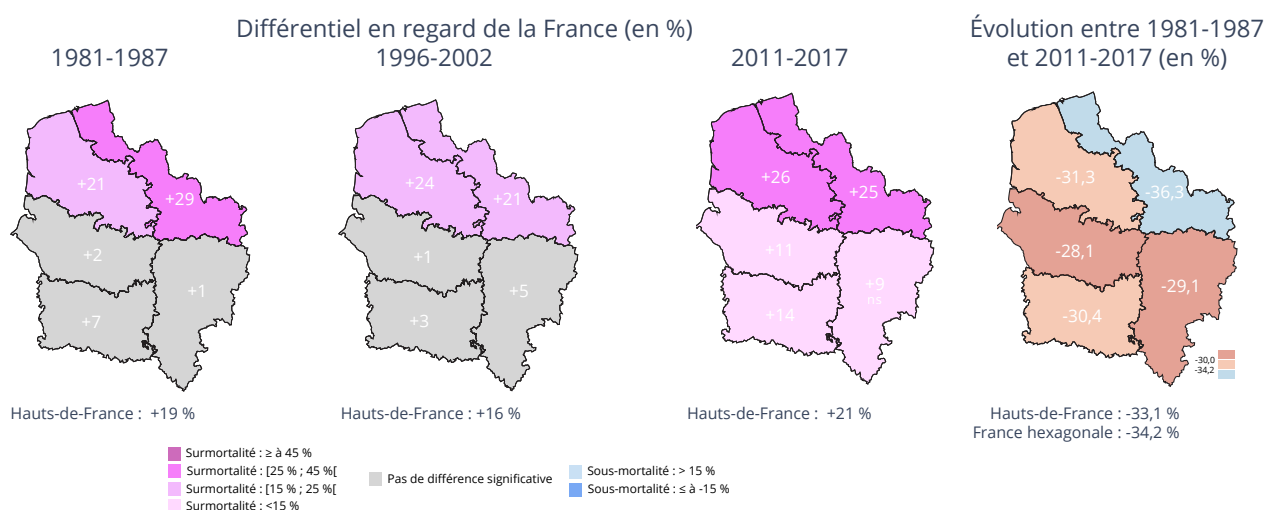 Différentiel en regard de la France (en %)
Évolution entre 1981-1987
et 2011-2017 (en %)
1981-1987
1996-2002
2011-2017
+21
+29
+2
+1
+7
+24
+21
+1
+5
+3
+26
+25
+11
+9
ns
+14
-31,3
-36,3
-28,1
-29,1
-30,4
-30,0
-34,2
Hauts-de-France : +19 %
Hauts-de-France : +16 %
Hauts-de-France : +21 %
Hauts-de-France : -33,1 %
France hexagonale : -34,2 %
Surmortalité : ≥ à 45 %
Surmortalité : [25 % ; 45 %[
Surmortalité : [15 % ; 25 %[
Surmortalité : <15 %
Pas de différence significative
Sous-mortalité : > 15 %
Sous-mortalité : ≤ à -15 %